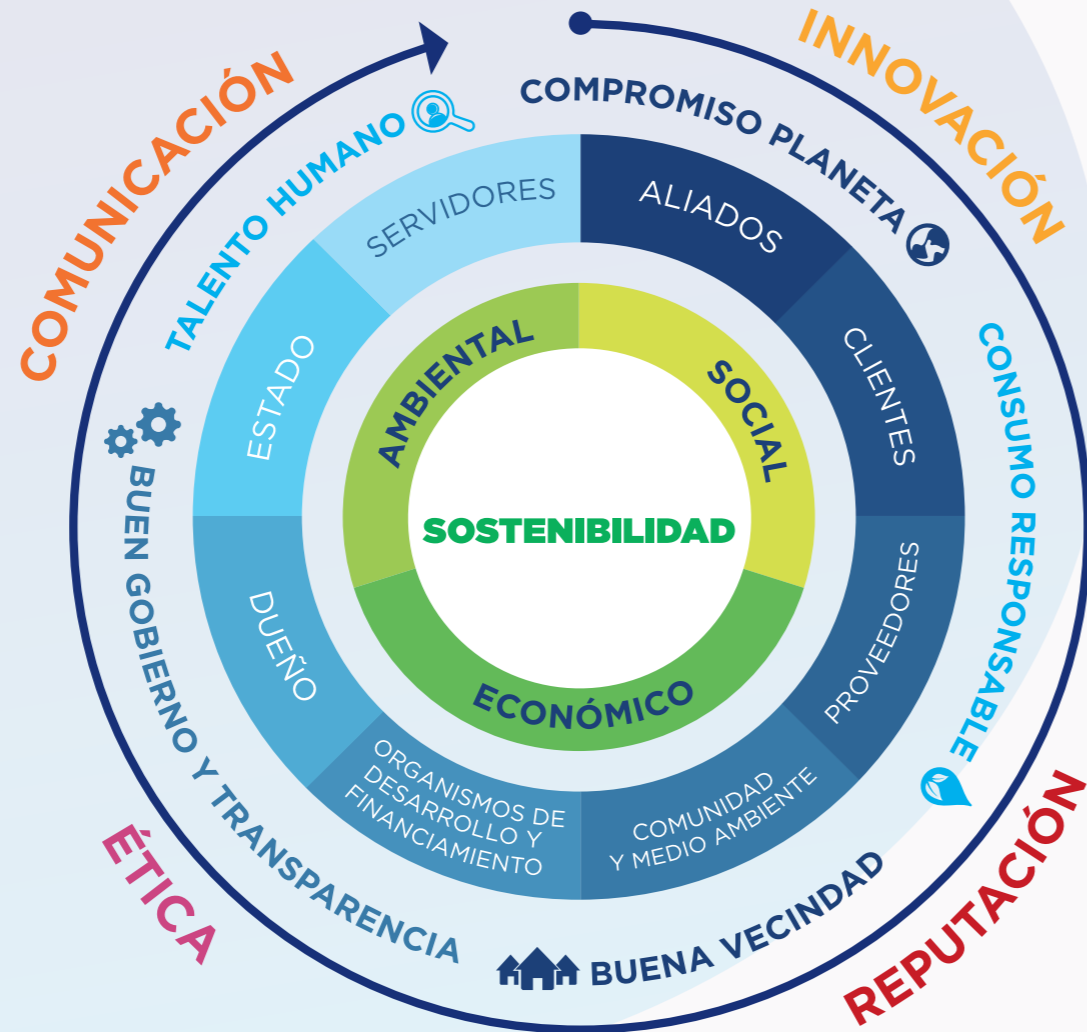 COMUNICACIÓN
INNOVACIÓN
REPUTACIÓN
ÉTICA
COMPROMISO PLANETA
CONSUMO RESPONSABLE
BUENA VECINDAD
BUEN GOBIERNO Y TRANSPARENCIA
TALENTO HUMANO
ALIADOS
CLIENTES
PROVEEDORES
COMUNIDAD
Y MEDIO AMBIENTE
ORGANISMOS DE
DESARROLLO Y
FINANCIAMIENTO
DUEÑO
ESTADO
SERVIDORES
AMBIENTAL
SOCIAL
ECONÓMICO
SOSTENIBILIDAD